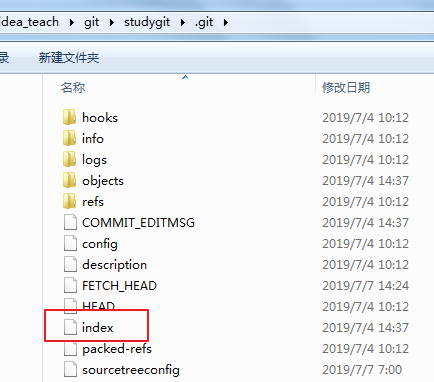 idea_teach ▸ git ▸ studygit ▸ .git ▸
录 新建文件夹
名称 修改日期
hooks 2019/7/4 10:12
info 2019/7/4 10:12
logs 2019/7/4 10:12
objects 2019/7/4 14:37
refs 2019/7/4 10:12
COMMIT_EDITMSG 2019/7/4 14:37
config 2019/7/4 10:12
description 2019/7/4 10:12
FETCH_HEAD 2019/7/7 14:24
HEAD 2019/7/4 10:12
index 2019/7/4 14:37
packed-refs 2019/7/4 10:12
sourcetreeconfig 2019/7/7 7:00